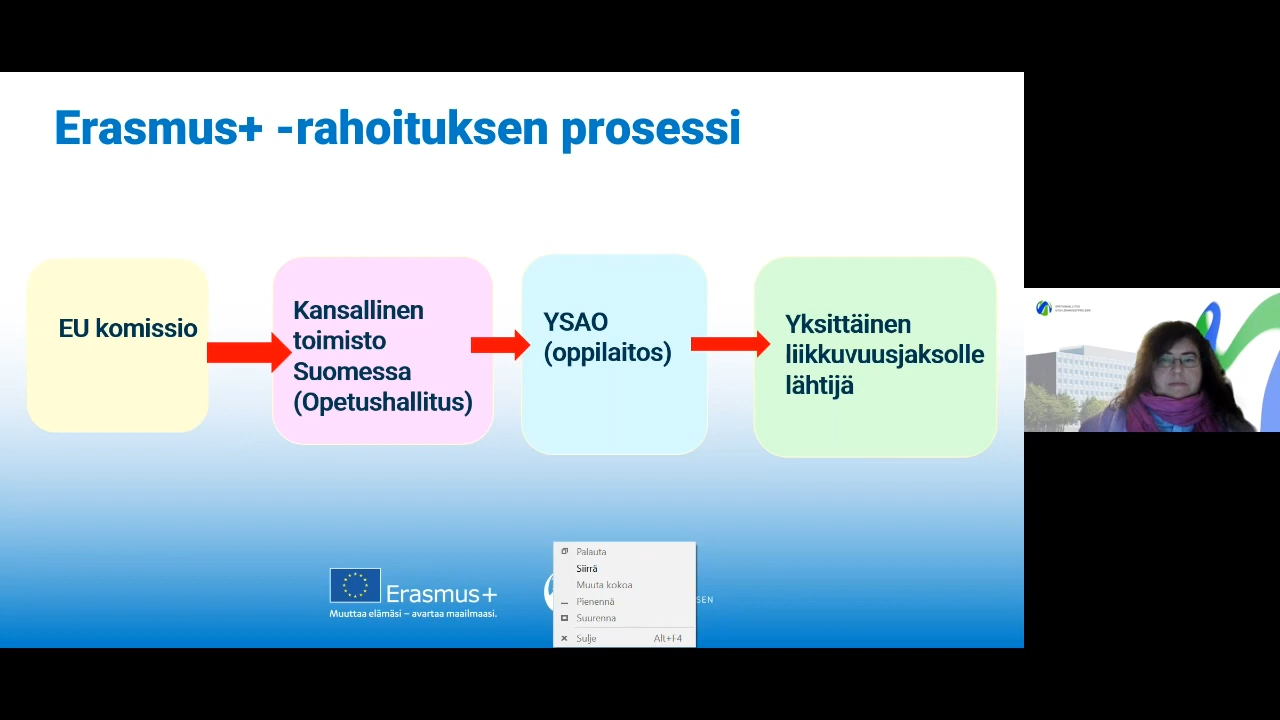 Erasmus+ -rahoituksen prosessi
EU komissio
Kansallinen
toimisto
Suomessa
(Opetushallitus)
YSAO
(oppilaitos)
Yksittäinen
liikkuvuusjaksolle
lähtijä
Erasmus+
Muuttaa elämäsi – avartaa maailmaasi.
Palauta
Siirrä
Muuta kokoa
Pienennä
Suurenna
Sulje Alt+F4